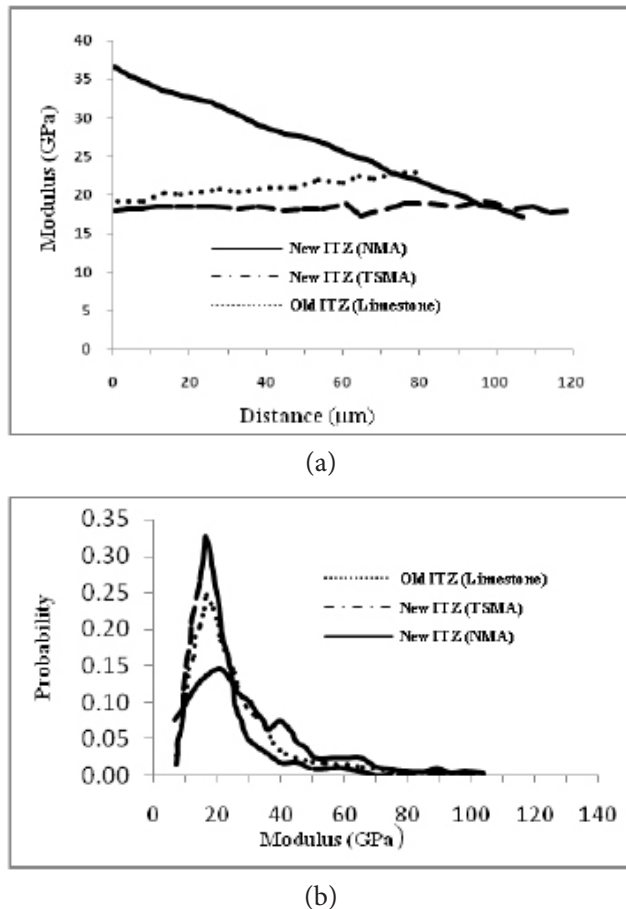 40
35
30
25
20
15
10
5
0
Modulus (GPa)
New ITZ (NMA)
New ITZ (TSMA)
Old ITZ (Limestone)
0 20 40 60 80 100 120
Distance (μm)
(a)
0.35
0.30
0.25
0.20
0.15
0.10
0.05
0.00
Probability
Old ITZ (Limestone)
New ITZ (TSMA)
New ITZ (NMA)
0 20 40 60 80 100 120 140
Modulus (GPa)
(b)